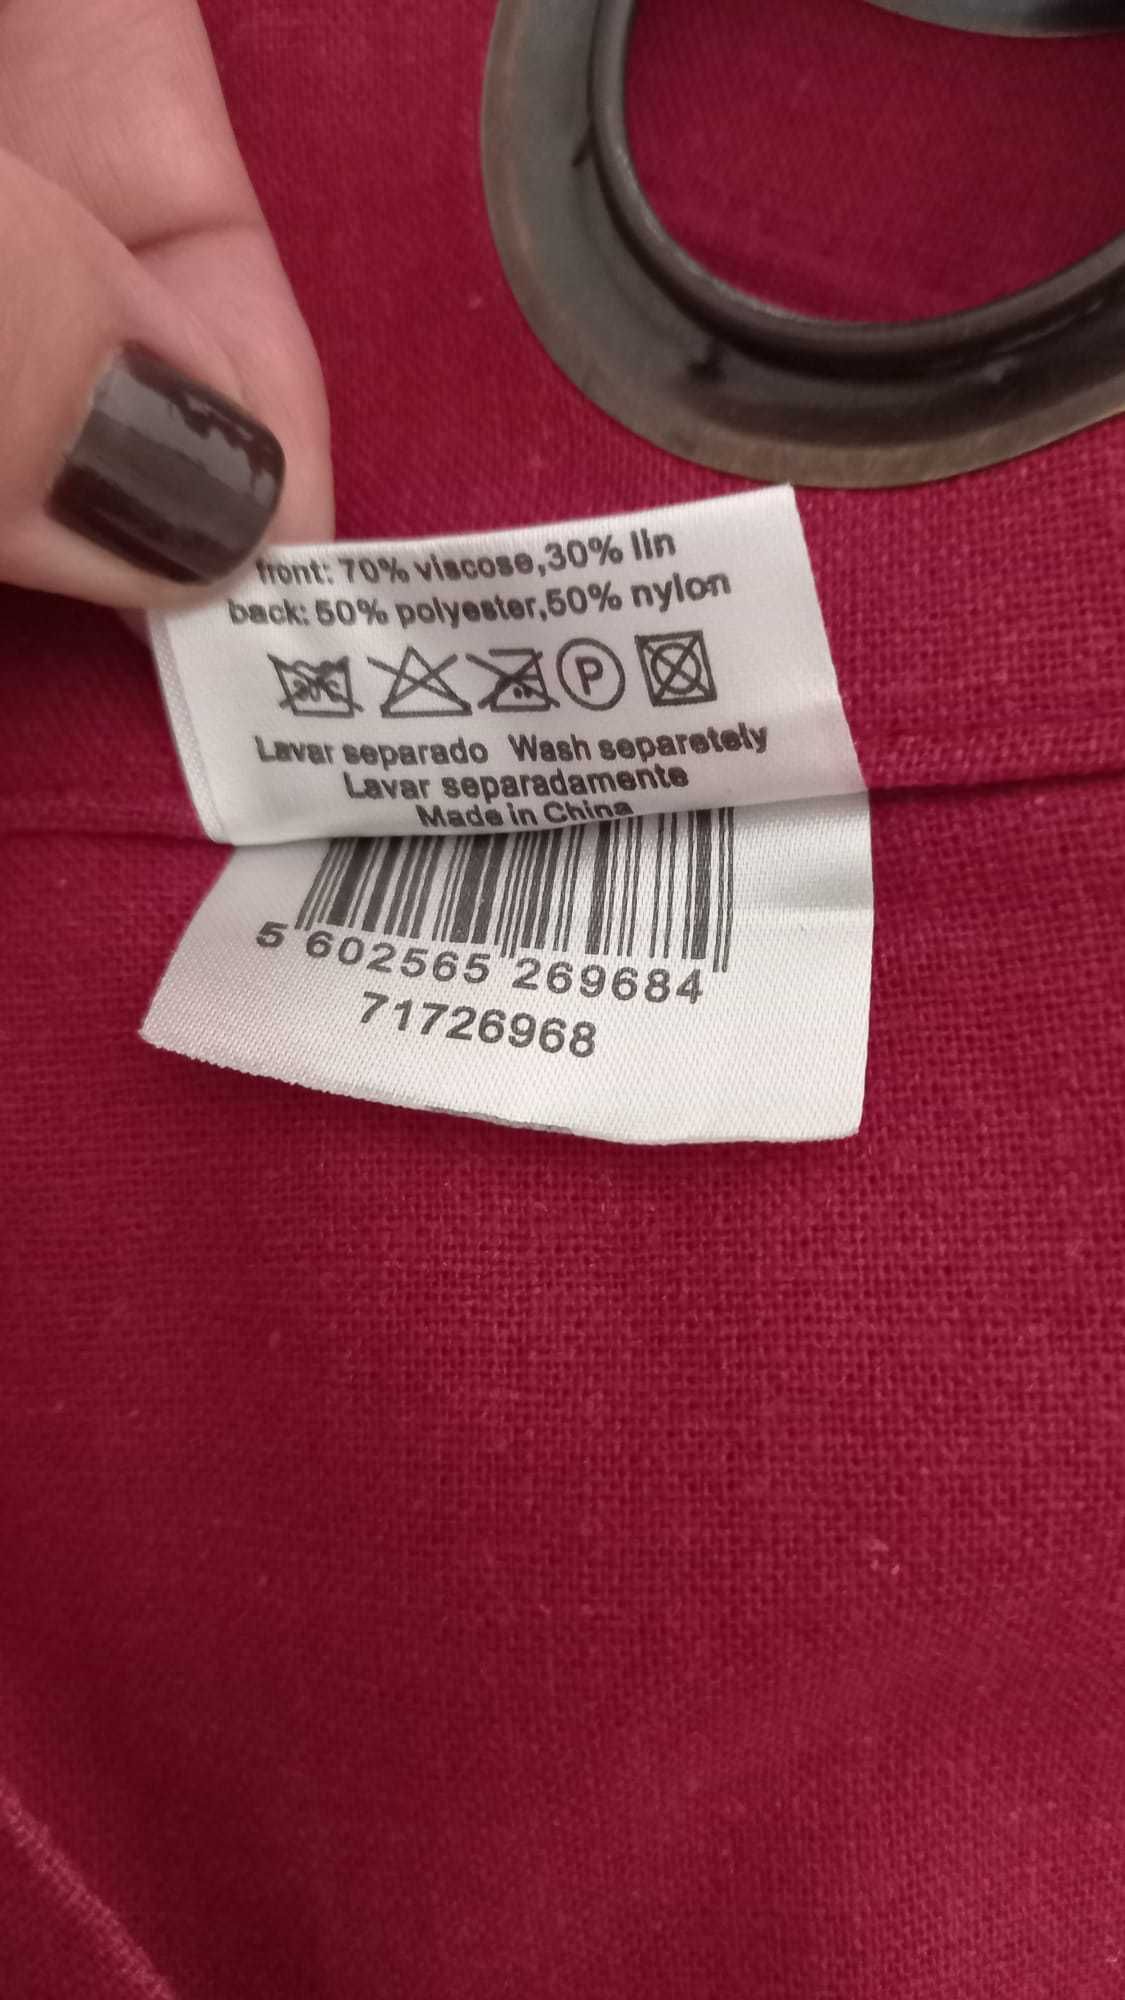 front: 70% viscose,30% lin
back: 50% polyester,50% nylon
30°C P
Lavar separado Wash separetely
Lavar separadamente
Made in China
5 602565 269684
71726968